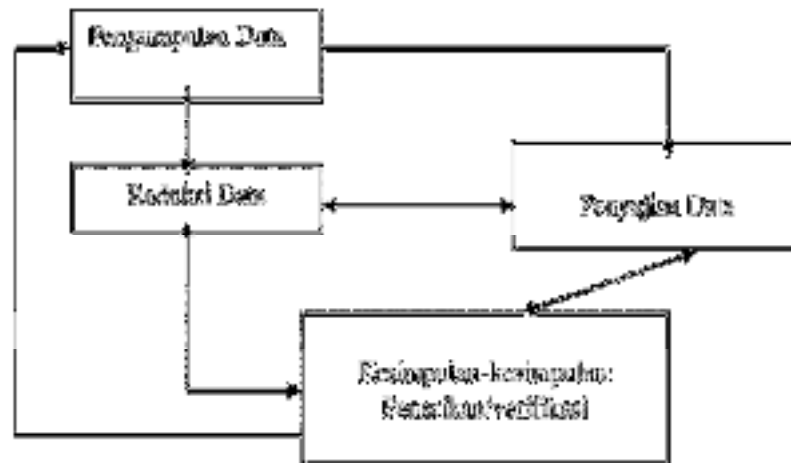 Pengumpulan Data
Reduksi Data
Penyajian Data
Kesimpulan-kesimpulan:
Penarikan/verifikasi